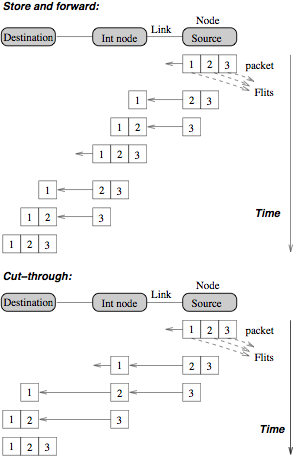 Store and forward:
Node
Link
Destination Int node Source
1 2 3 packet
Flits
1 2 3
1 2 3
1 2 3
Time
1 2 3
1 2 3
1 2 3
Cut-through:
Node
Link
Destination Int node Source
1 2 3 packet
Flits
1 2 3
1 2 3
1 2 3 Time
1 2 3